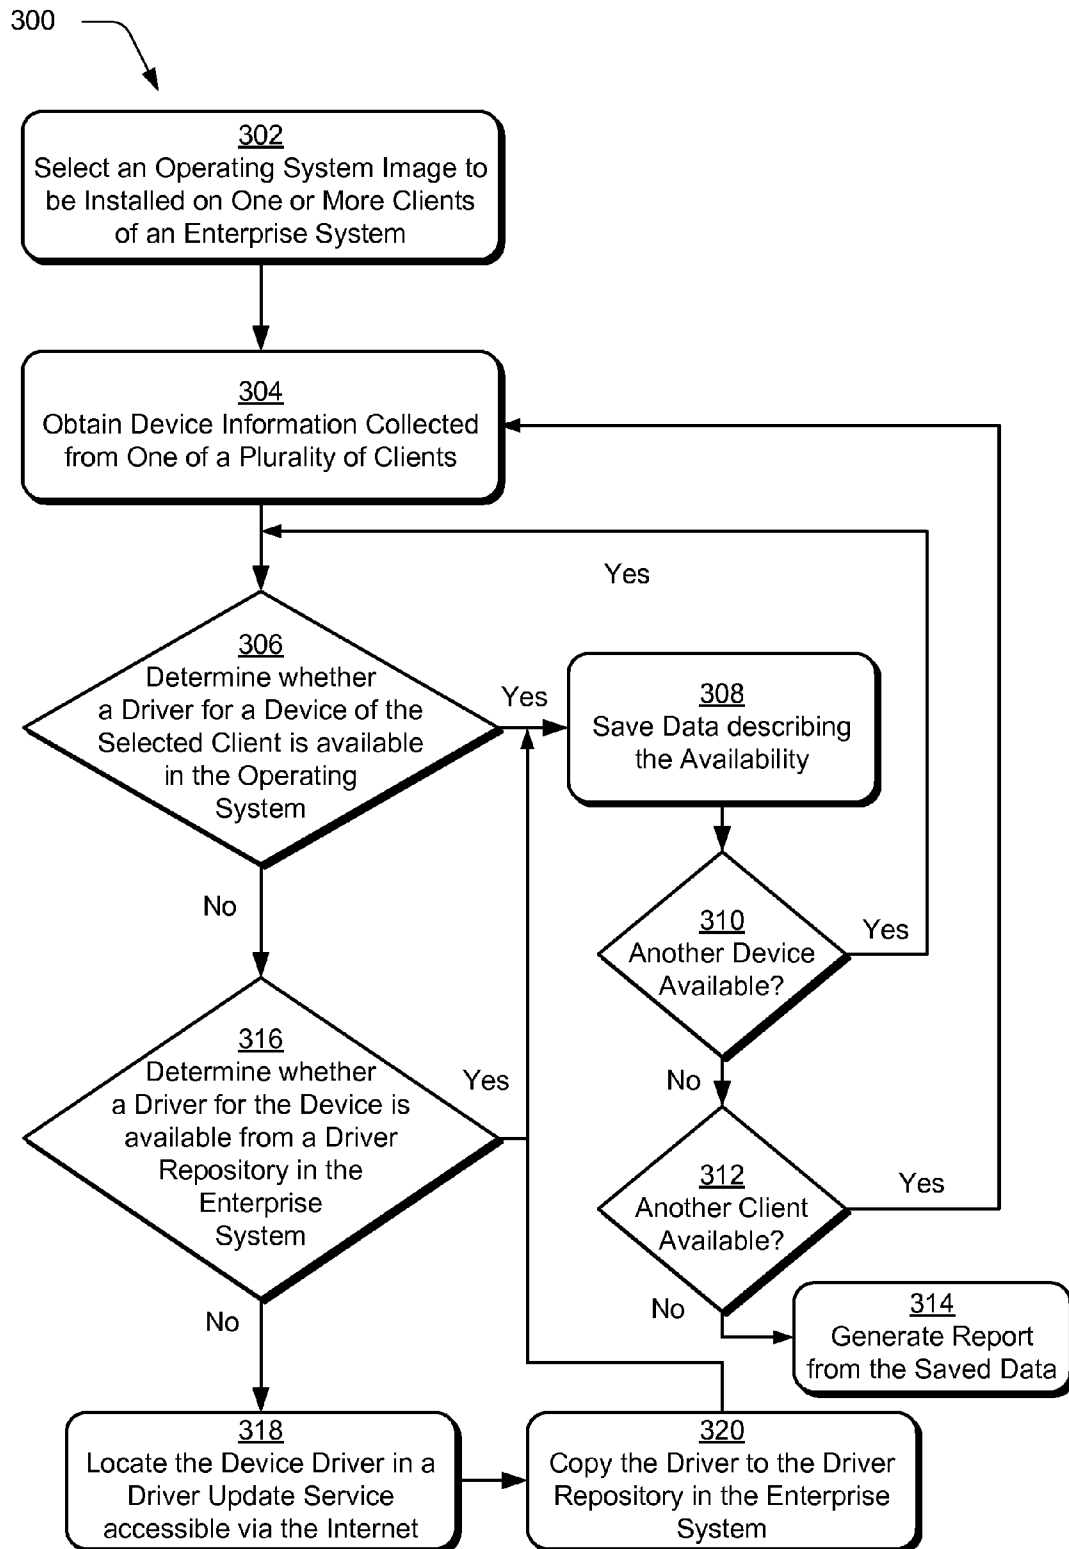 300
302
Select an Operating System Image to
be Installed on One or More Clients
of an Enterprise System
304
Obtain Device Information Collected
from One of a Plurality of Clients
Yes
306
Determine whether
a Driver for a Device of the
Selected Client is available
in the Operating
System
Yes
308
Save Data describing
the Availability
No
310
Another Device
Available?
Yes
316
Determine whether
a Driver for the Device is
available from a Driver
Repository in the
Enterprise
System
Yes
No
312
Another Client
Available?
Yes
No
No
314
Generate Report
from the Saved Data
318
Locate the Device Driver in a
Driver Update Service
accessible via the Internet
320
Copy the Driver to the Driver
Repository in the Enterprise
System